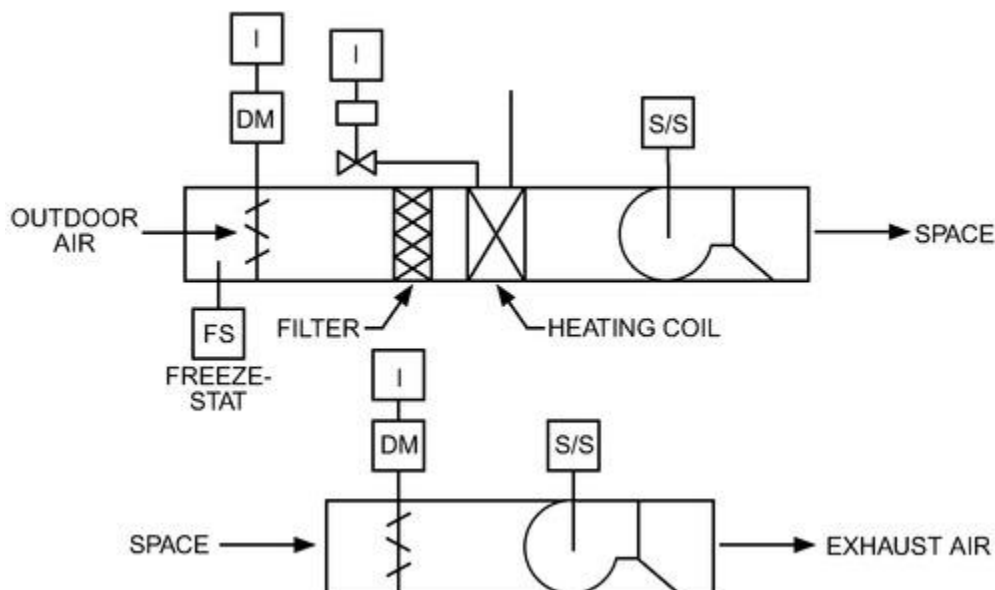 I
I
DM
S/S
OUTDOOR
AIR
SPACE
FS
FILTER
HEATING COIL
FREEZE-
STAT
I
DM
S/S
SPACE
EXHAUST AIR